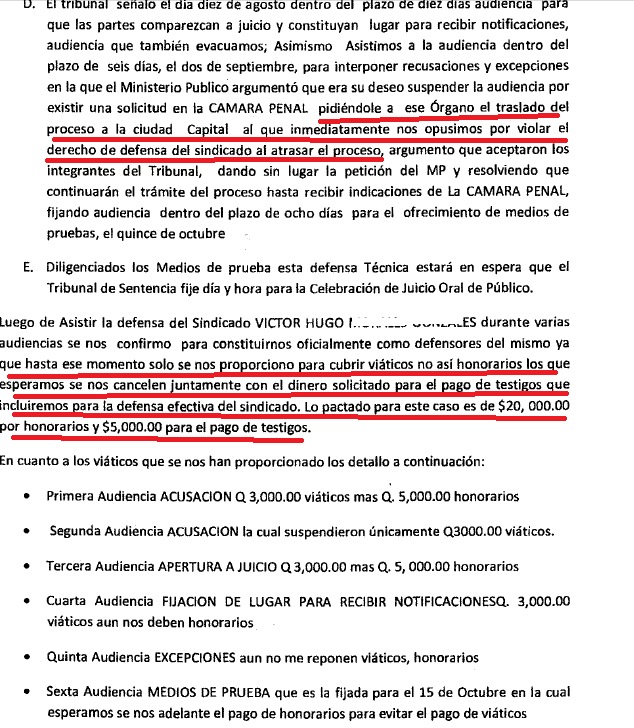 D. El tribunal señalo el día diez de agosto dentro del plazo de diez días audiencia para
que las partes comparezcan a juicio y constituyan lugar para recibir notificaciones,
audiencia que también evacuamos; Asimismo Asistimos a la audiencia dentro del
plazo de seis días, el dos de septiembre, para interponer recusaciones y excepciones
en la que el Ministerio Publico argumentó que era su deseo suspender la audiencia por
existir una solicitud en la CAMARA PENAL pidiéndole a ese Órgano el traslado del
proceso a la ciudad Capital al que inmediatamente nos opusimos por violar el
derecho de defensa del sindicado al atrasar el proceso, argumento que aceptaron los
integrantes del Tribunal, dando sin lugar la petición del MP y resolviendo que
continuarán el trámite del proceso hasta recibir indicaciones de La CAMARA PENAL,
fijando audiencia dentro del plazo de ocho días para el ofrecimiento de medios de
pruebas, el quince de octubre
E. Diligenciados los Medios de prueba esta defensa Técnica estará en espera que el
Tribunal de Sentencia fije día y hora para la Celebración de Juicio Oral de Público.
Luego de Asistir la defensa del Sindicado VICTOR HUGO durante varias
audiencias se nos confirmo para constituirnos oficialmente como defensores del mismo ya
que hasta ese momento solo se nos proporciono para cubrir viáticos no así honorarios los que
esperamos se nos cancelen juntamente con el dinero solicitado para el pago de testigos que
incluiremos para la defensa efectiva del sindicado. Lo pactado para este caso es de $20, 000.00
por honorarios y $5,000.00 para el pago de testigos.
En cuanto a los viáticos que se nos han proporcionado los detallo a continuación:
• Primera Audiencia ACUSACION Q 3,000.00 viáticos mas Q. 5,000.00 honorarios
• Segunda Audiencia ACUSACION la cual suspendieron únicamente Q3000.00 viáticos.
• Tercera Audiencia APERTURA A JUICIO Q 3,000.00 mas Q. 5, 000.00 honorarios
• Cuarta Audiencia FIJACION DE LUGAR PARA RECIBIR NOTIFICACIONESQ. 3,000.00
viáticos aun nos deben honorarios
• Quinta Audiencia EXCEPCIONES aun no me reponen viáticos, honorarios
• Sexta Audiencia MEDIOS DE PRUEBA que es la fijada para el 15 de Octubre en la cual
esperamos se nos adelante el pago de honorarios para evitar el pago de viáticos